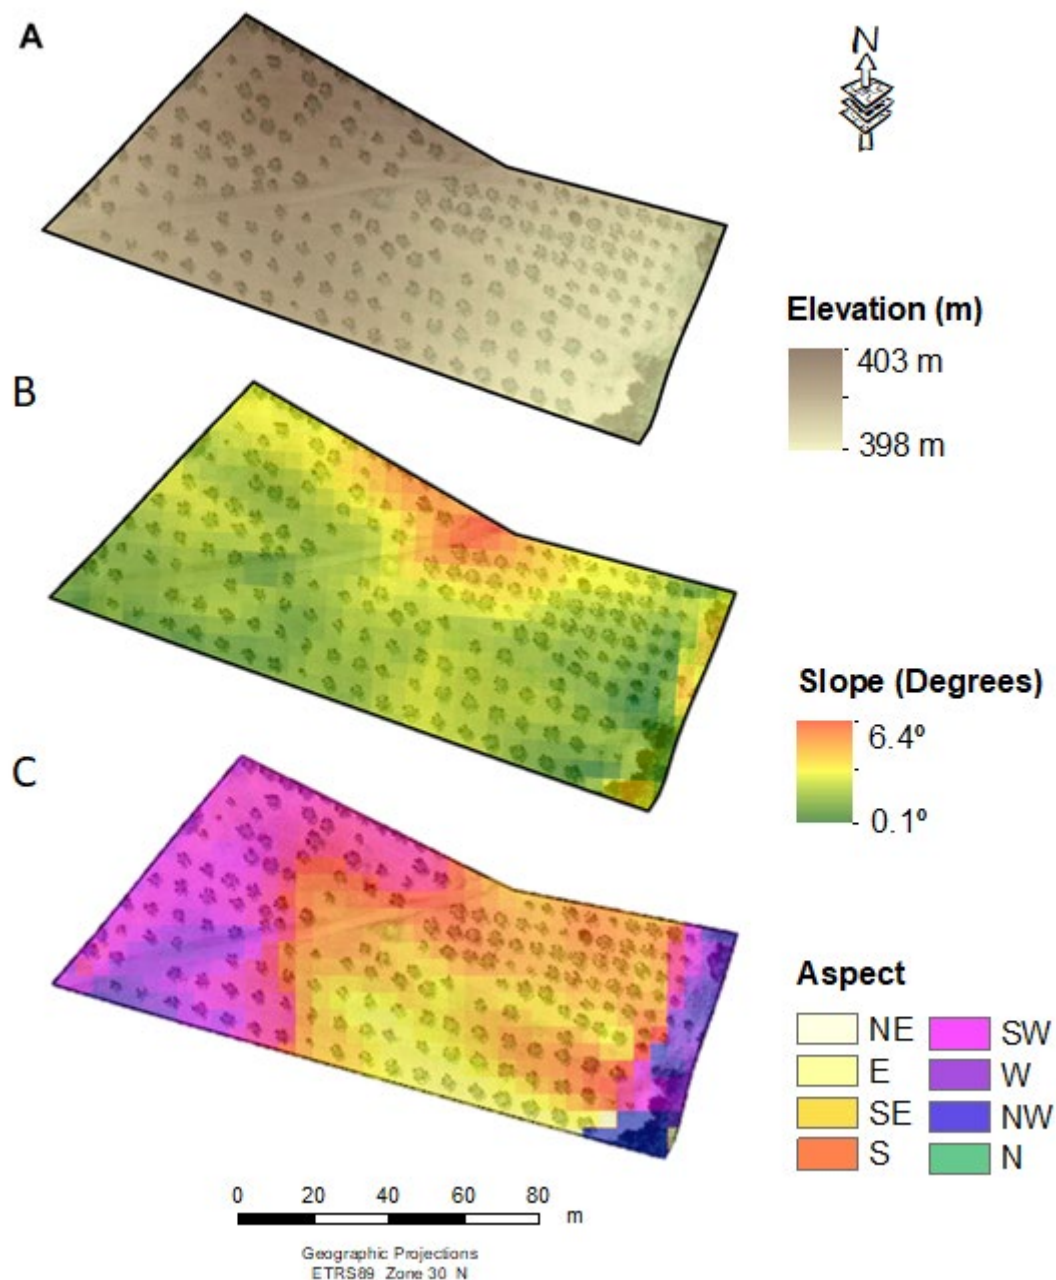 A
N
Elevation (m)
403 m
398 m
B
Slope (Degrees)
6.4º
0.1º
C
Aspect
NE SW
E W
SE NW
S N
0 20 40 60 80 m
Geographic Projections
ETRS89 Zone 30 N